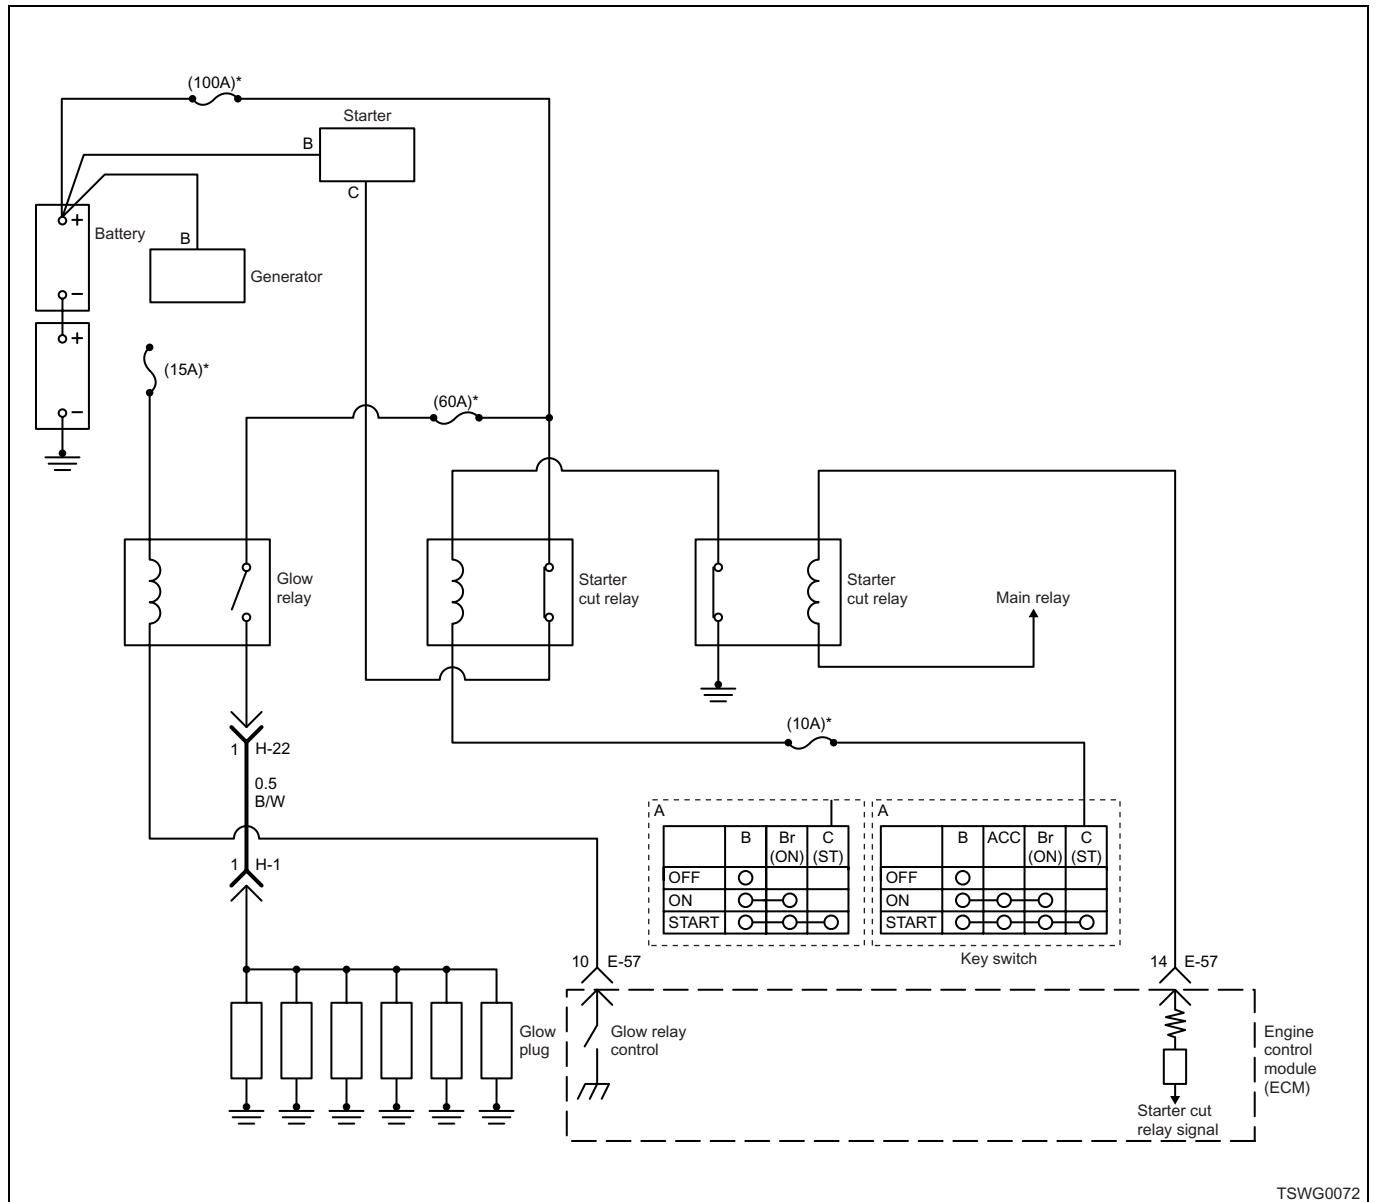 (100A)*
Starter
B
C
+
Battery
B
−
Generator
+
(15A)*
(60A)*
−
Glow
relay
Starter
cut relay
Starter
cut relay
Main relay
(10A)*
1 H-22
0.5
B/W
1 H-1
A
B Br (ON) C (ST)
OFF
ON
START
A
B ACC Br (ON) C (ST)
OFF
ON
START
Key switch
10 E-57
14 E-57
Glow
plug
Glow relay
control
Engine
control
module
(ECM)
Starter cut
relay signal
TSWG0072